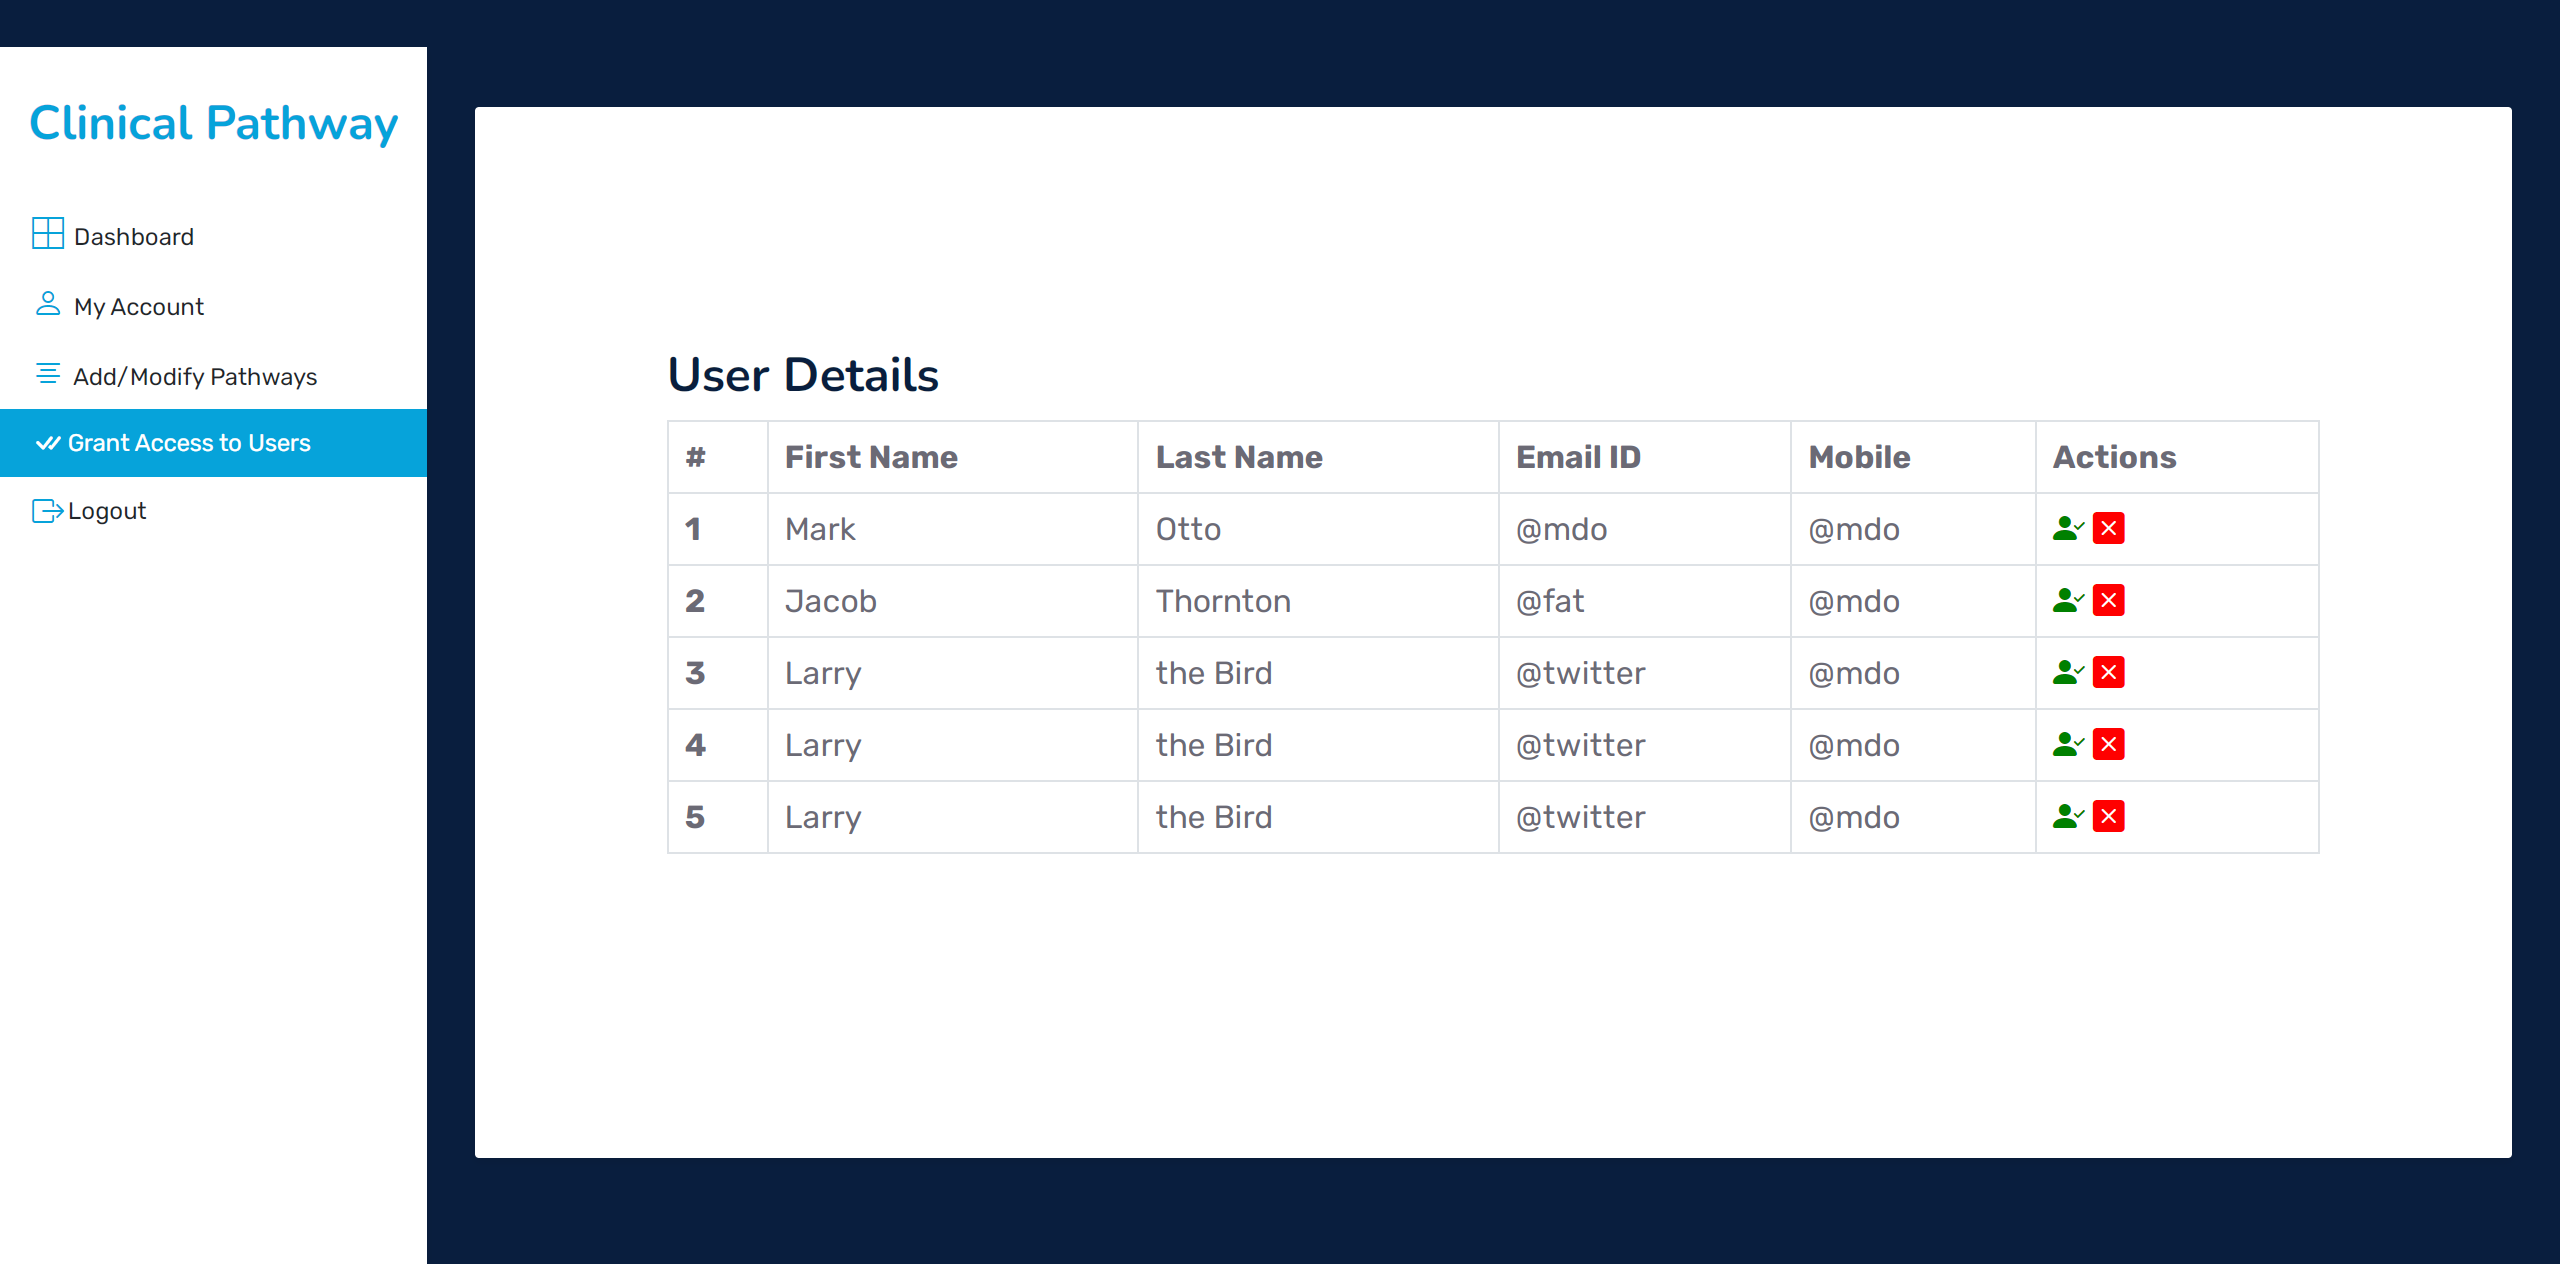 Clinical Pathway
Dashboard
My Account
Add/Modify Pathways
Grant Access to Users
Logout
User Details
# First Name Last Name Email ID Mobile Actions
1 Mark Otto @mdo @mdo
2 Jacob Thornton @fat @mdo
3 Larry the Bird @twitter @mdo
4 Larry the Bird @twitter @mdo
5 Larry the Bird @twitter @mdo